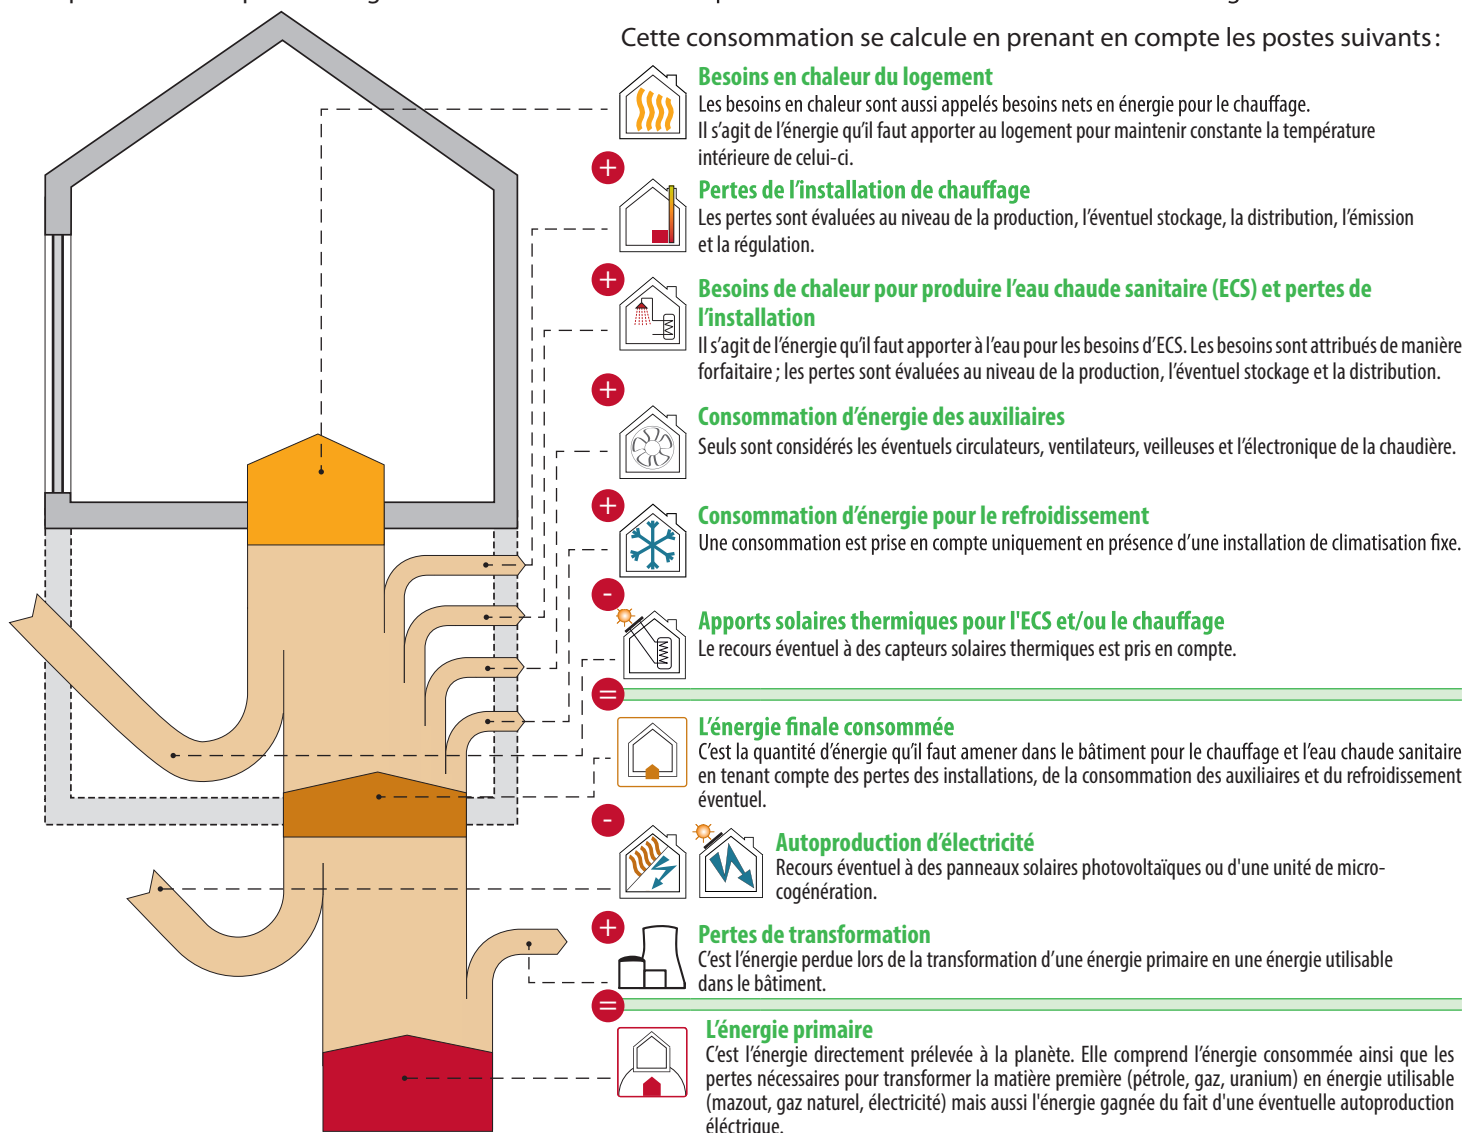 Cette consommation se calcule en prenant en compte les postes suivants :
Besoins en chaleur du logement
Les besoins en chaleur sont aussi appelés besoins nets en énergie pour le chauffage.
Il s'agit de l'énergie qu'il faut apporter au logement pour maintenir constante la température
intérieure de celui-ci.
+
Pertes de l'installation de chauffage
Les pertes sont évaluées au niveau de la production, l'éventuel stockage, la distribution, l'émission
et la régulation.
+
Besoins de chaleur pour produire l'eau chaude sanitaire (ECS) et pertes de
l'installation
Il s'agit de l'énergie qu'il faut apporter à l'eau pour les besoins d'ECS. Les besoins sont attribués de manière
forfaitaire ; les pertes sont évaluées au niveau de la production, l'éventuel stockage et la distribution.
+
Consommation d'énergie des auxiliaires
Seuls sont considérés les éventuels circulateurs, ventilateurs, veilleuses et l'électronique de la chaudière.
+
Consommation d'énergie pour le refroidissement
Une consommation est prise en compte uniquement en présence d'une installation de climatisation fixe.
-
Apports solaires thermiques pour l'ECS et/ou le chauffage
Le recours éventuel à des capteurs solaires thermiques est pris en compte.
=
L'énergie finale consommée
C'est la quantité d'énergie qu'il faut amener dans le bâtiment pour le chauffage et l'eau chaude sanitaire
en tenant compte des pertes des installations, de la consommation des auxiliaires et du refroidissement
éventuel.
-
Autoproduction d'électricité
Recours éventuel à des panneaux solaires photovoltaïques ou d'une unité de micro-
cogénération.
+
Pertes de transformation
C'est l'énergie perdue lors de la transformation d'une énergie primaire en une énergie utilisable
dans le bâtiment.
=
L'énergie primaire
C'est l'énergie directement prélevée à la planète. Elle comprend l'énergie consommée ainsi que les
pertes nécessaires pour transformer la matière première (pétrole, gaz, uranium) en énergie utilisable
(mazout, gaz naturel, électricité) mais aussi l'énergie gagnée du fait d'une éventuelle autoproduction
éléctrique.